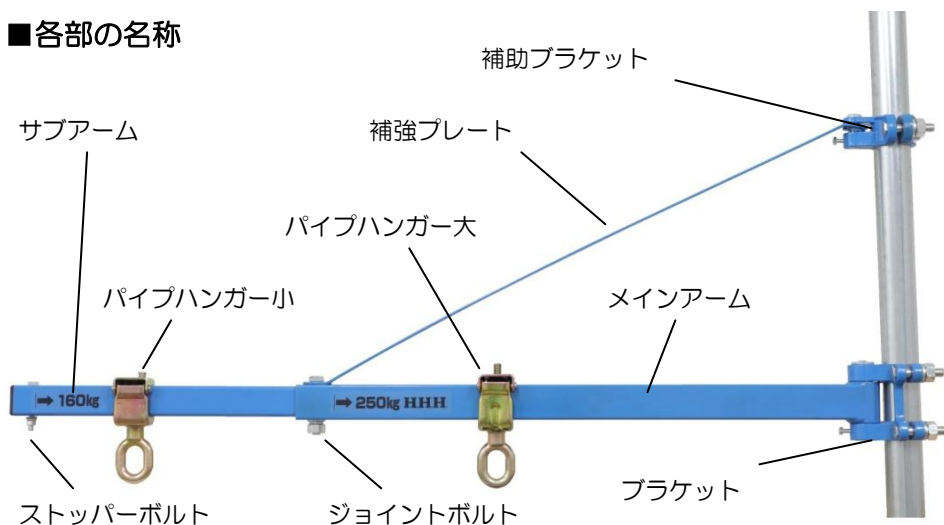 ■各部の名称
補助ブラケット
サブアーム
補強プレート
パイプハンガー大
パイプハンガー小
メインアーム
➡160kg
➡250kg HHH
ブラケット
ストッパーボルト
ジョイントボルト